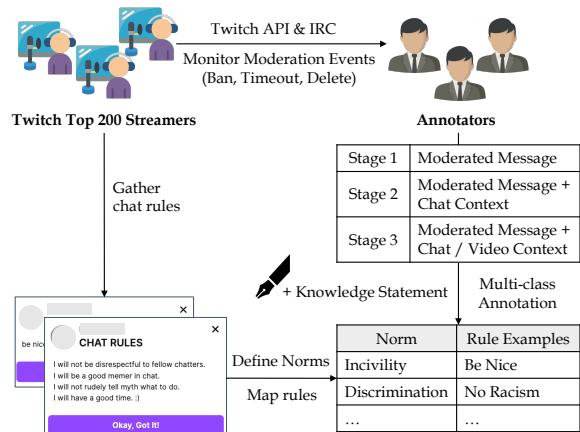 Twitch API & IRC
Monitor Moderation Events
(Ban, Timeout, Delete)
Twitch Top 200 Streamers
Annotators
Stage 1 Moderated Message
Stage 2 Moderated Message +
Chat Context
Stage 3 Moderated Message +
Chat / Video Context
Gather
chat rules
+ Knowledge Statement
Multi-class
Annotation
be nice
×
×
CHAT RULES
I will not be disrespectful to fellow chatters.
I will be a good memer in chat.
I will not rudely tell myth what to do.
I will have a good time. :)
Okay, Got It!
Define Norms
Map rules
Norm Rule Examples
Incivility Be Nice
Discrimination No Racism
... ...